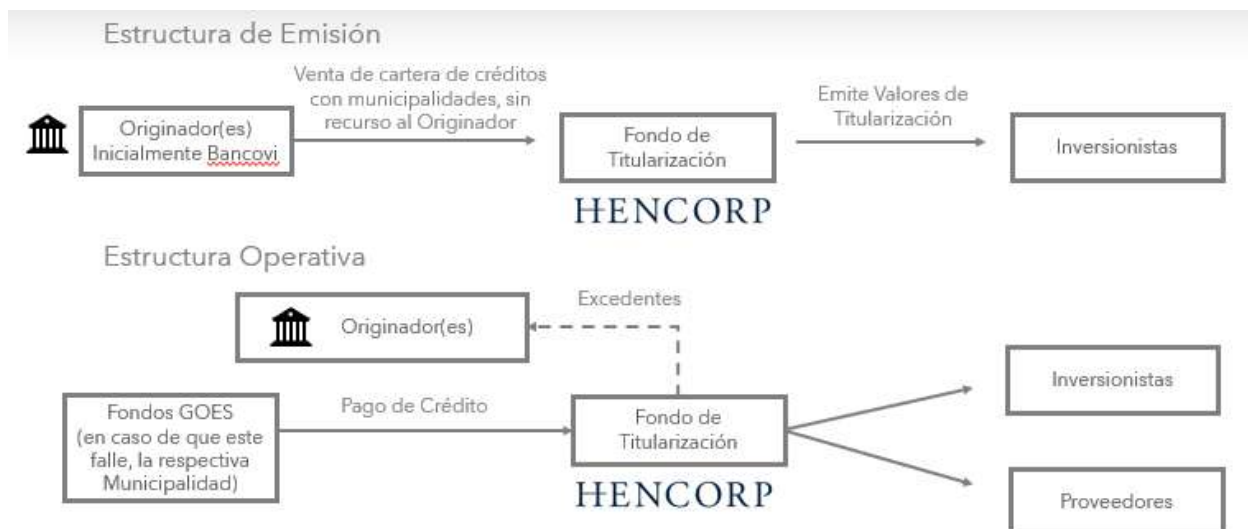 Estructura de Emisión
Venta de cartera de créditos
con municipalidades, sin
recurso al Originador
Originador(es)
Inicialmente Bancovi
Emite Valores de
Titularización
Fondo de
Titularización
Inversionistas
HENCORP
Estructura Operativa
Excedentes
Originador(es)
Inversionistas
Pago de Crédito
Fondos GOES
(en caso de que este
falle, la respectiva
Municipalidad)
Fondo de
Titularización
HENCORP
Proveedores